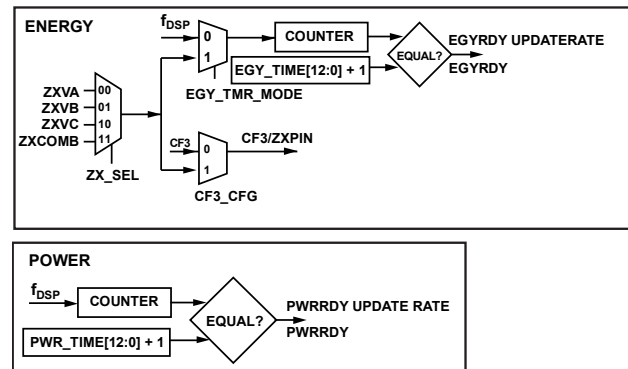 ENERGY
fDSP
0
1
COUNTER
EGY_TIME[12:0] + 1
EGY_TMR_MODE
EQUAL?
EGYRDY UPDATERATE
EGYRDY
ZXVA
ZXVB
ZXVC
ZXCOMB
00
01
10
11
ZX_SEL
CF3
0
1
CF3_CFG
CF3/ZXPIN
POWER
fDSP
COUNTER
PWR_TIME[12:0] + 1
EQUAL?
PWRRDY UPDATE RATE
PWRRDY